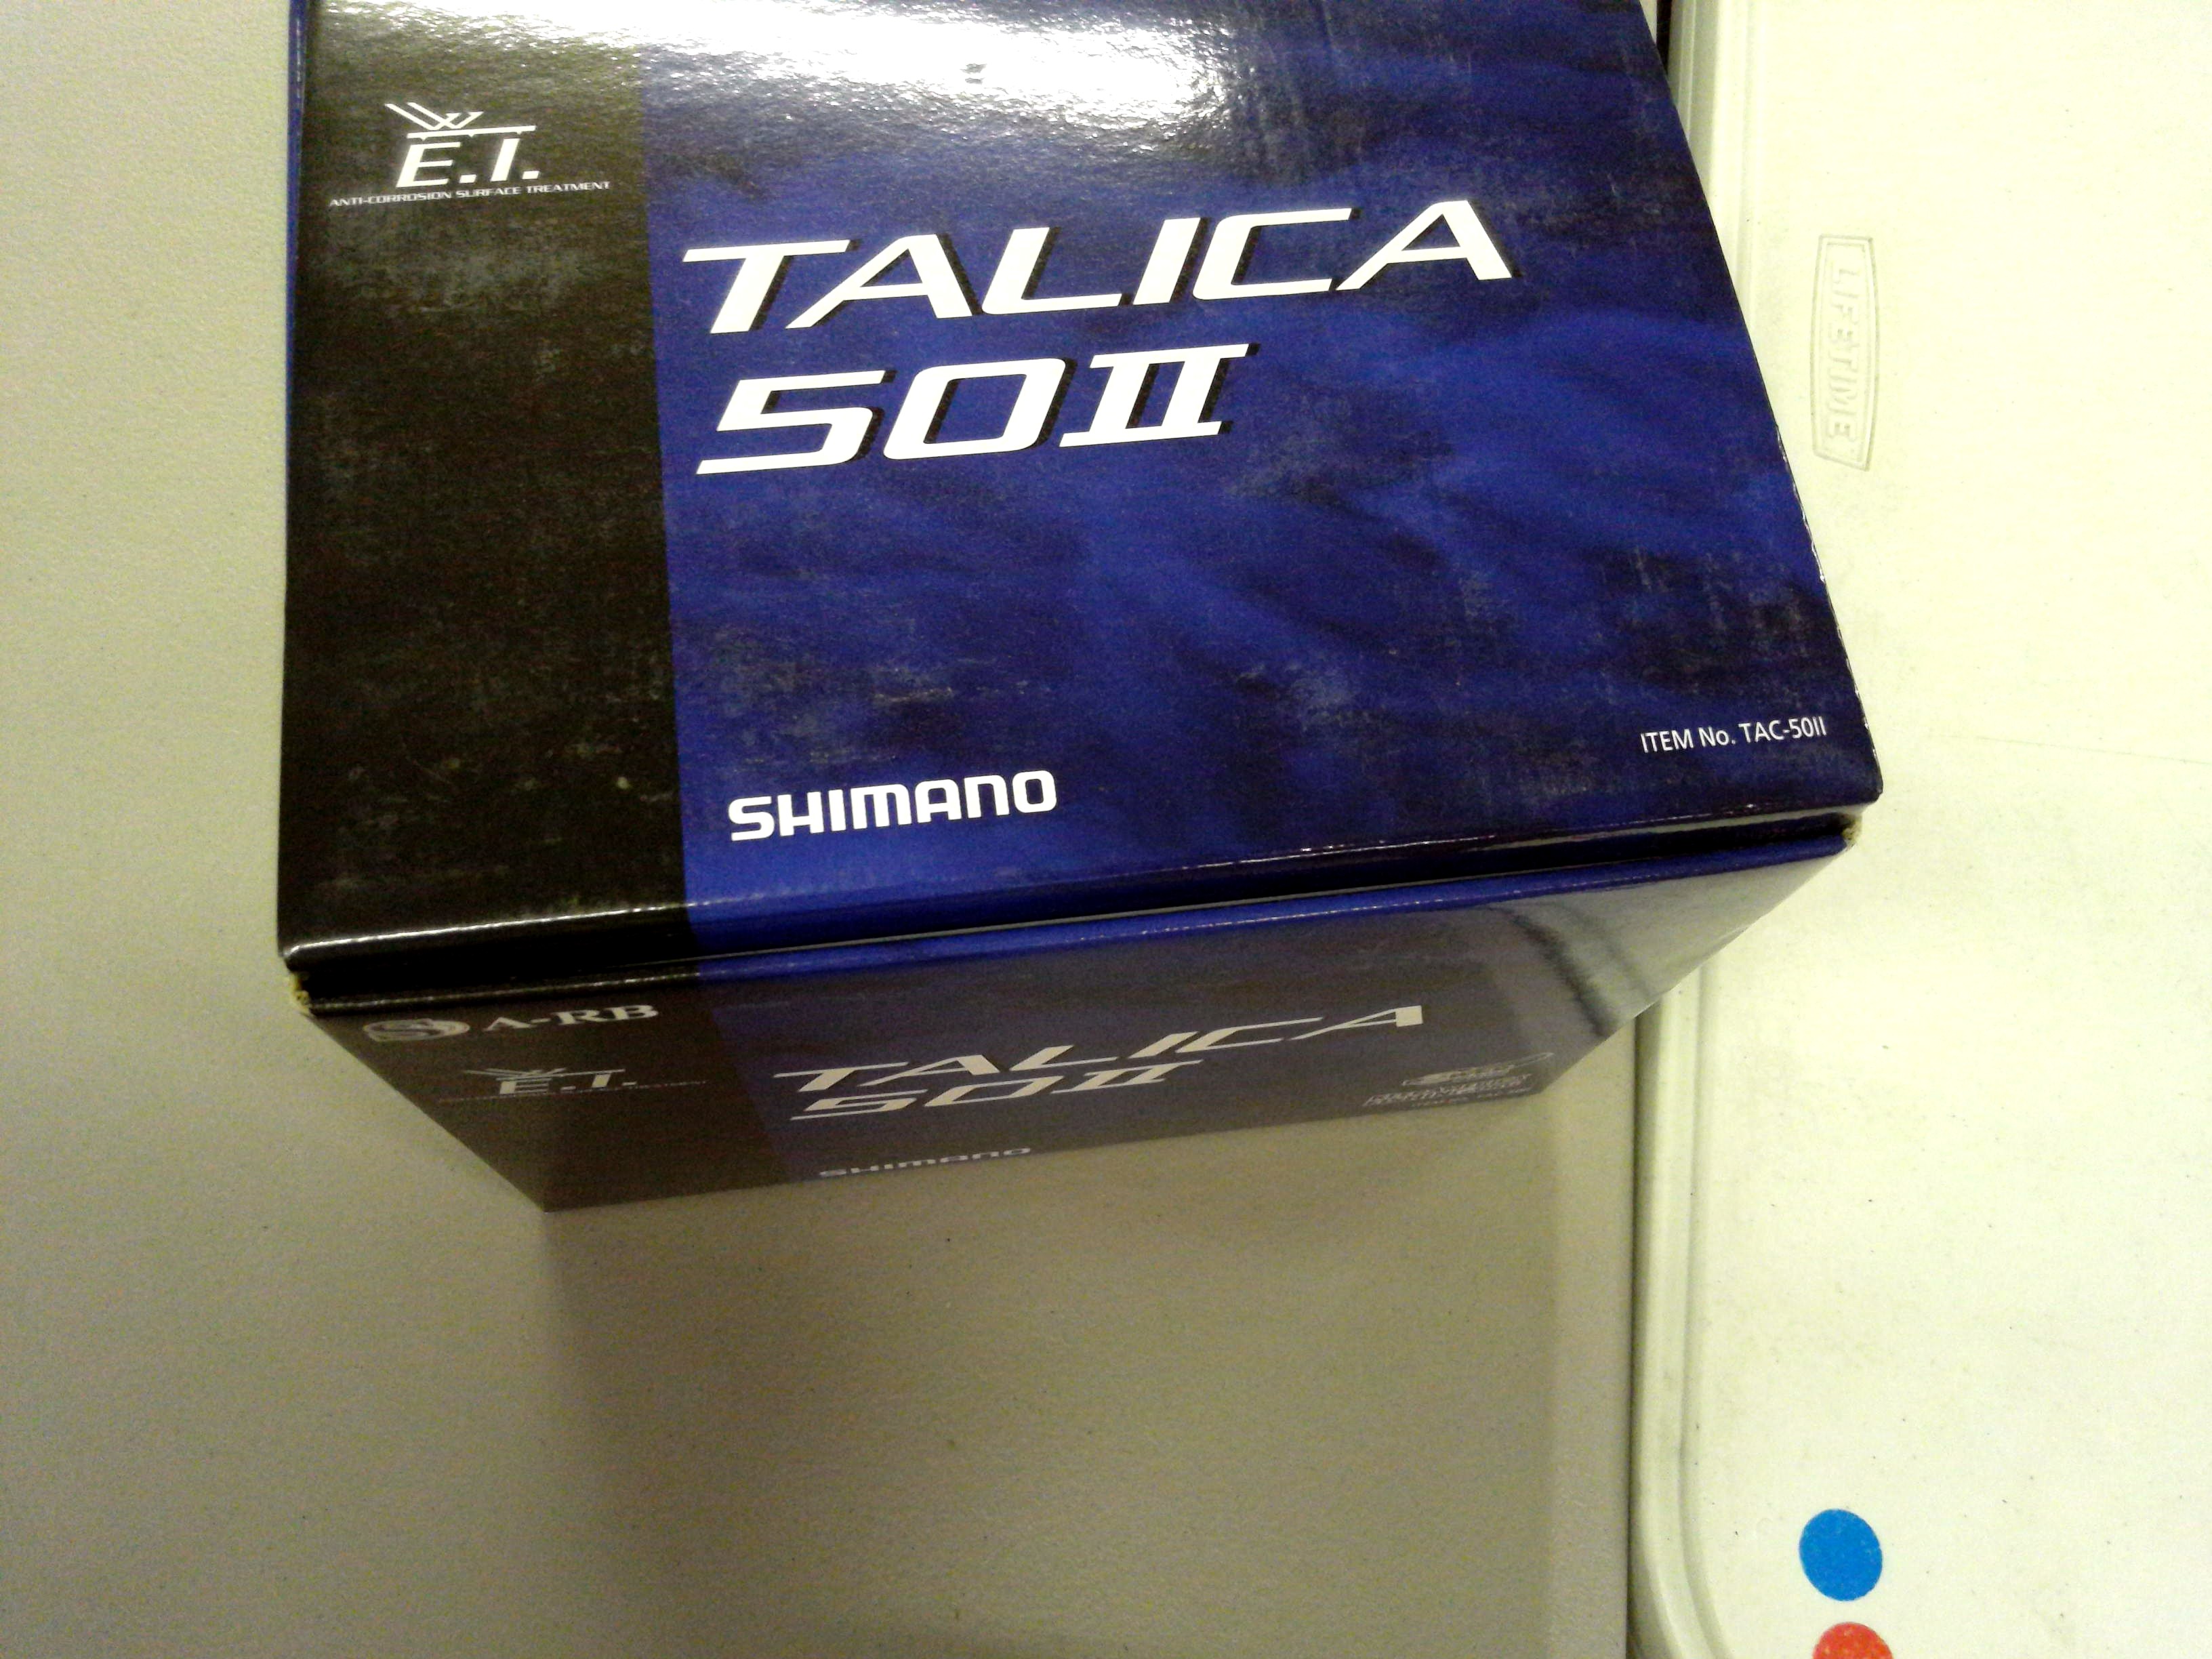 E.I.
ANTI-CORROSION SURFACE TREATMENT
TALICA
50II
SHIMANO
ITEM No. TAC-50II
LIFETIME
A-RB
E.I.
TALICA
50II
SHIMANO